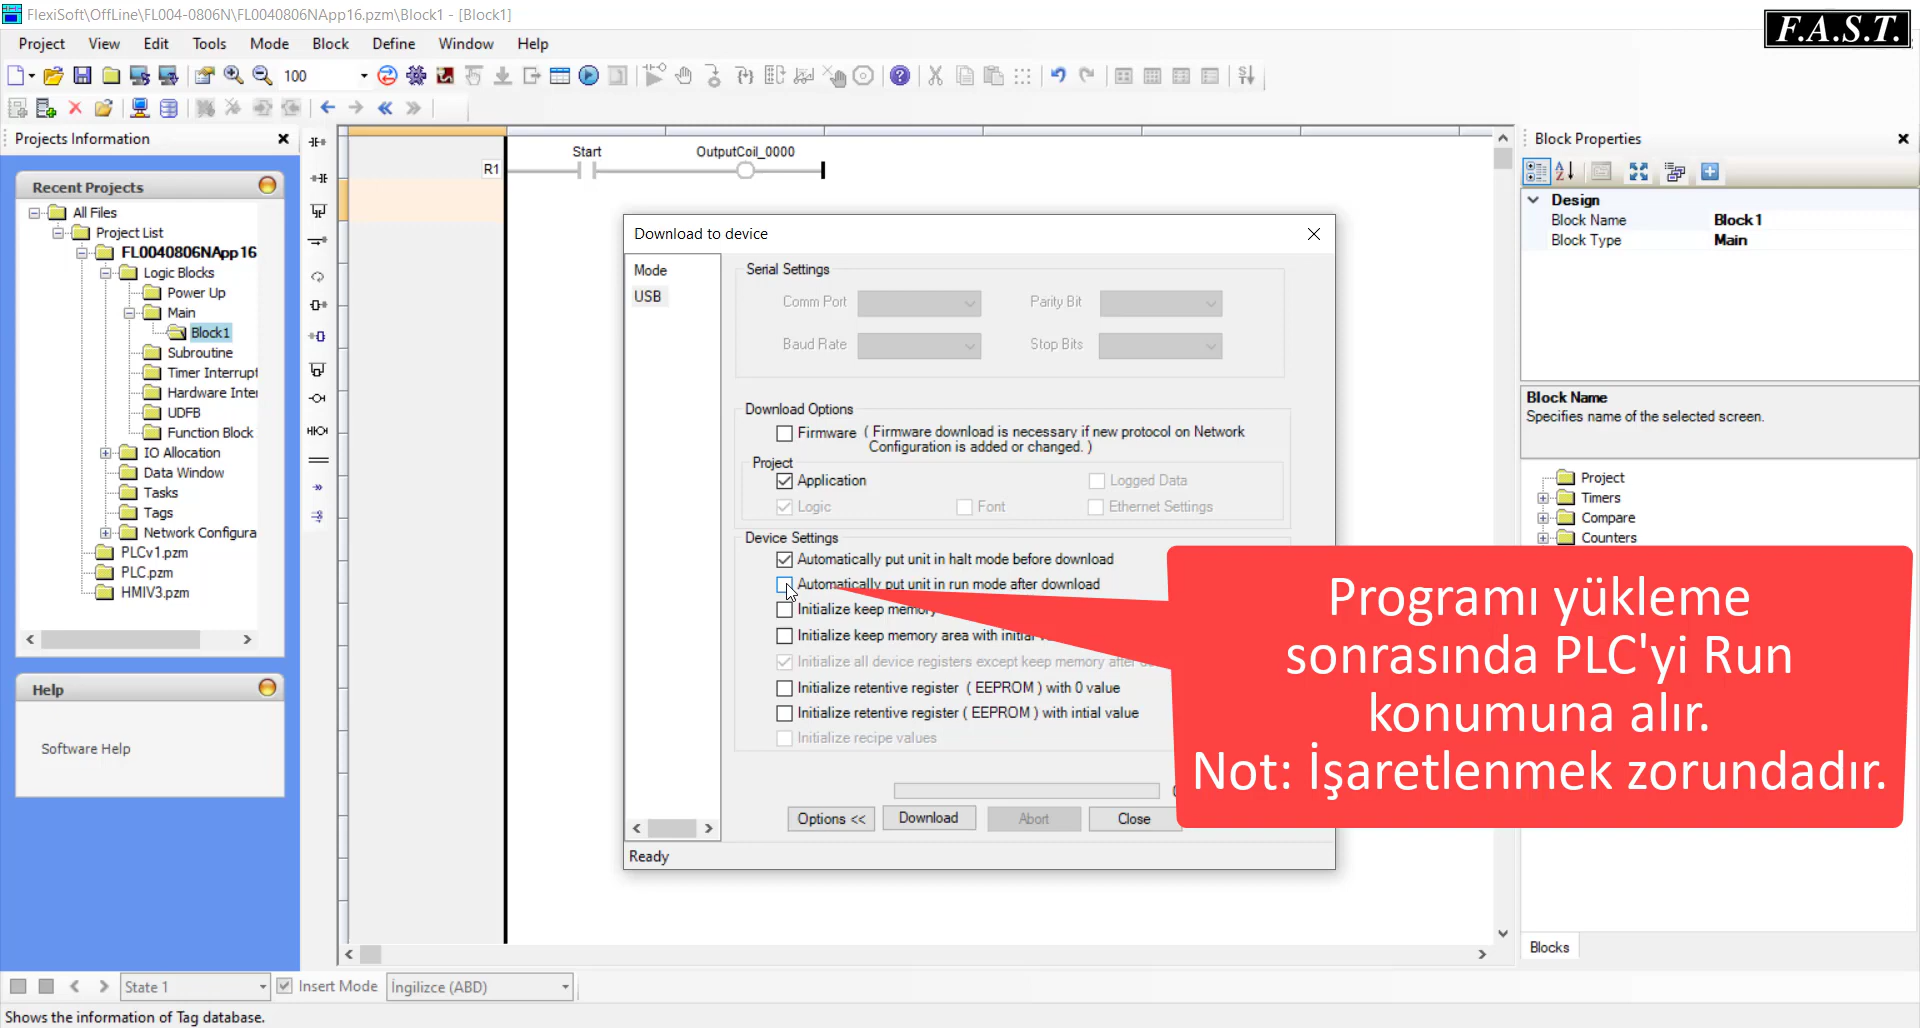 FlexiSoft\OffLine\FL004-0806N\FL0040806NApp16.pzm\Block1 - [Block1]
F.A.S.T.
Project View Edit Tools Mode Block Define Window Help
100
Projects Information
Recent Projects
All Files
Project List
FL0040806NApp16
Logic Blocks
Power Up
Main
Block1
Subroutine
Timer Interrupt
Hardware Inter
UDFB
Function Block
IO Allocation
Data Window
Tasks
Tags
Network Configura
PLCv1.pzm
PLC.pzm
HMIV3.pzm
Help
Software Help
R1
Start OutputCoil_0000
Download to device
Mode
USB
Serial Settings
Comm Port Parity Bit
Baud Rate Stop Bits
Download Options
Firmware ( Firmware download is necessary if new protocol on Network
Configuration is added or changed. )
Project
Application Logged Data
Logic Font Ethernet Settings
Device Settings
Automatically put unit in halt mode before download
Automatically put unit in run mode after download
Initialize keep memory
Initialize keep memory area with initial
Initialize all device registers except keep memory after
Initialize retentive register ( EEPROM ) with 0 value
Initialize retentive register ( EEPROM ) with intial value
Initialize recipe values
Options << Download Abort Close
Ready
Programı yükleme
sonrasında PLC'yi Run
konumuna alır.
Not: İşaretlenmek zorundadır.
Block Properties
Design
Block Name Block1
Block Type Main
Block Name
Specifies name of the selected screen.
Project
Timers
Compare
Counters
Blocks
State 1 Insert Mode İngilizce (ABD)
Shows the information of Tag database.